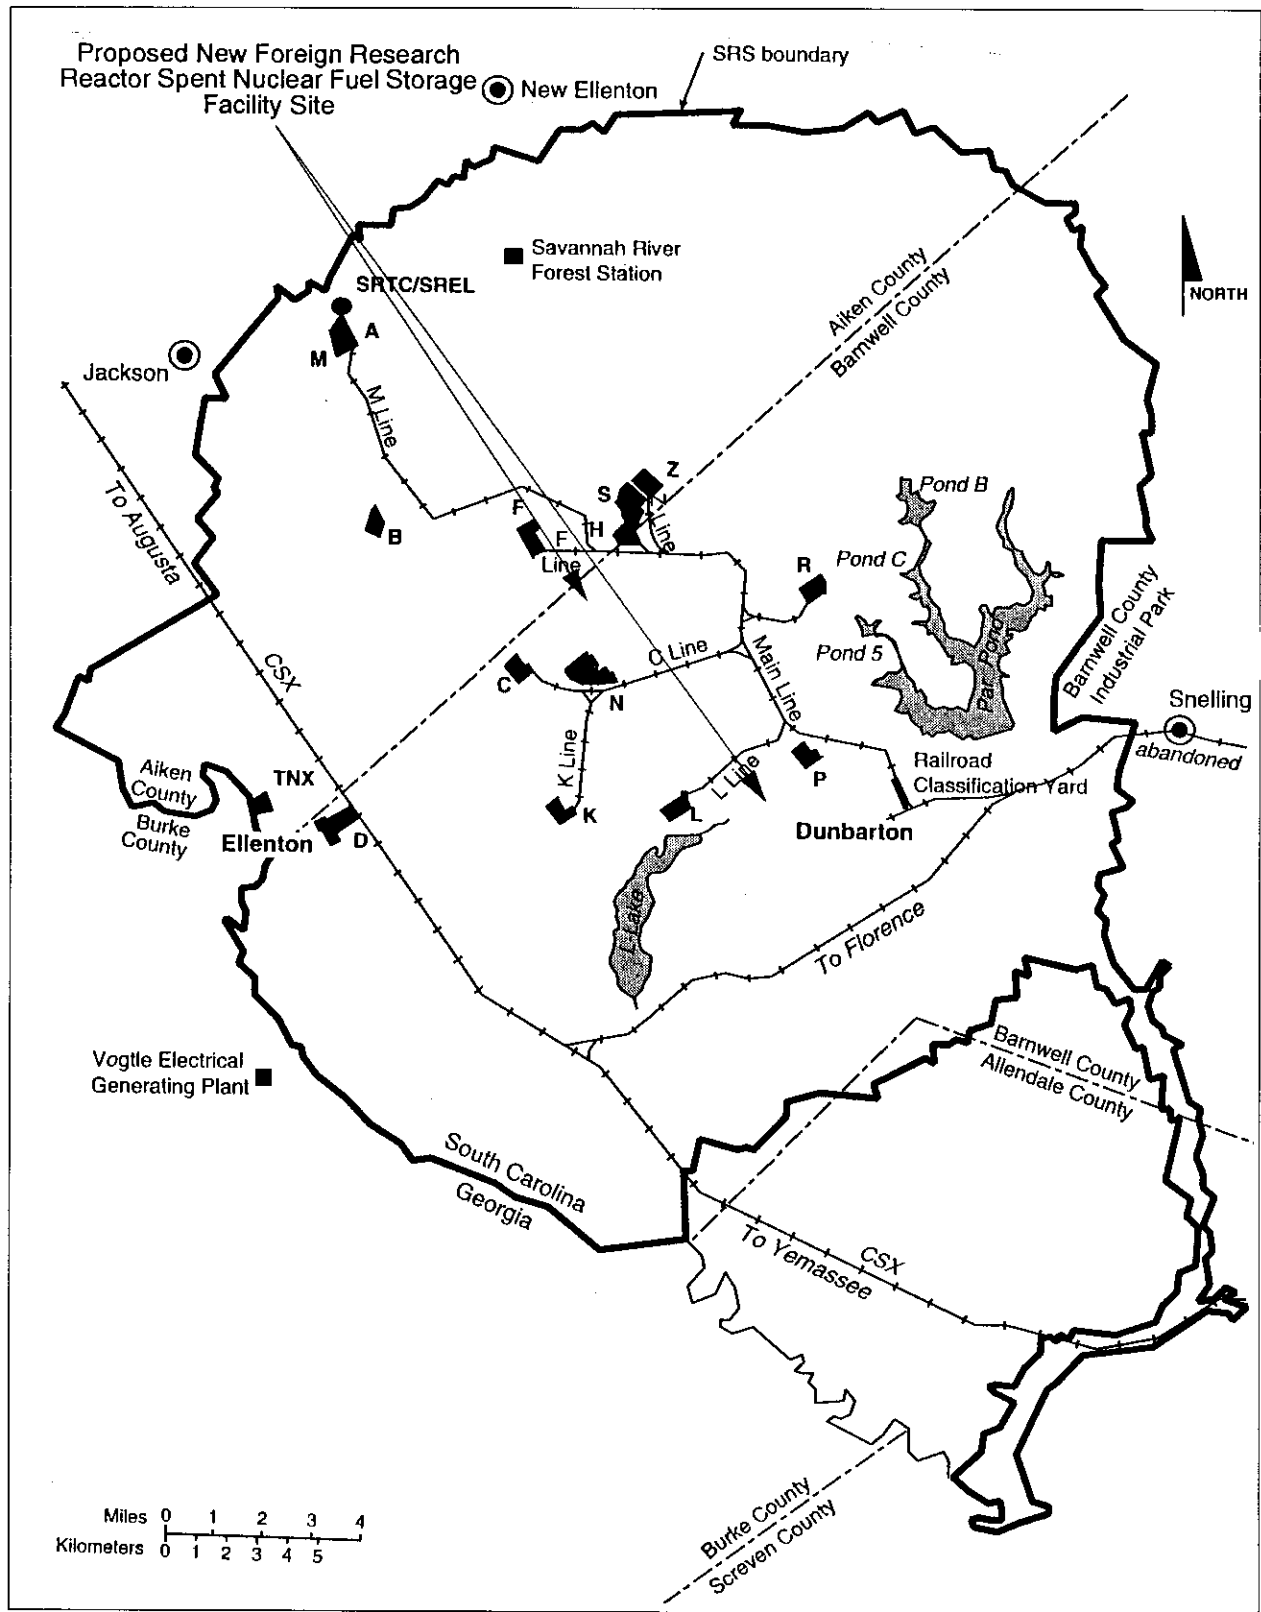 Proposed New Foreign Research
Reactor Spent Nuclear Fuel Storage
Facility Site
SRS boundary
New Ellenton
Savannah River
Forest Station
SRTC/SREL
A
M
Jackson
Aiken County
Barnwell County
NORTH
M Line
To Augusta
B
F
F
Line
H
S
Z
Z Line
R
Pond B
Pond C
Pond 5
Par Pond
Barnwell County
Industrial Park
CSX
C
N
C Line
Main Line
K Line
L Line
Snelling
abandoned
Railroad
Classification Yard
P
K
L
Dunbarton
Aiken
County
Burke
County
TNX
Ellenton
D
L Lake
To Florence
Vogtle Electrical
Generating Plant
South Carolina
Georgia
Barnwell County
Allendale County
CSX
To Yemassee
Burke County
Screven County
Miles 0 1 2 3 4
Kilometers 0 1 2 3 4 5